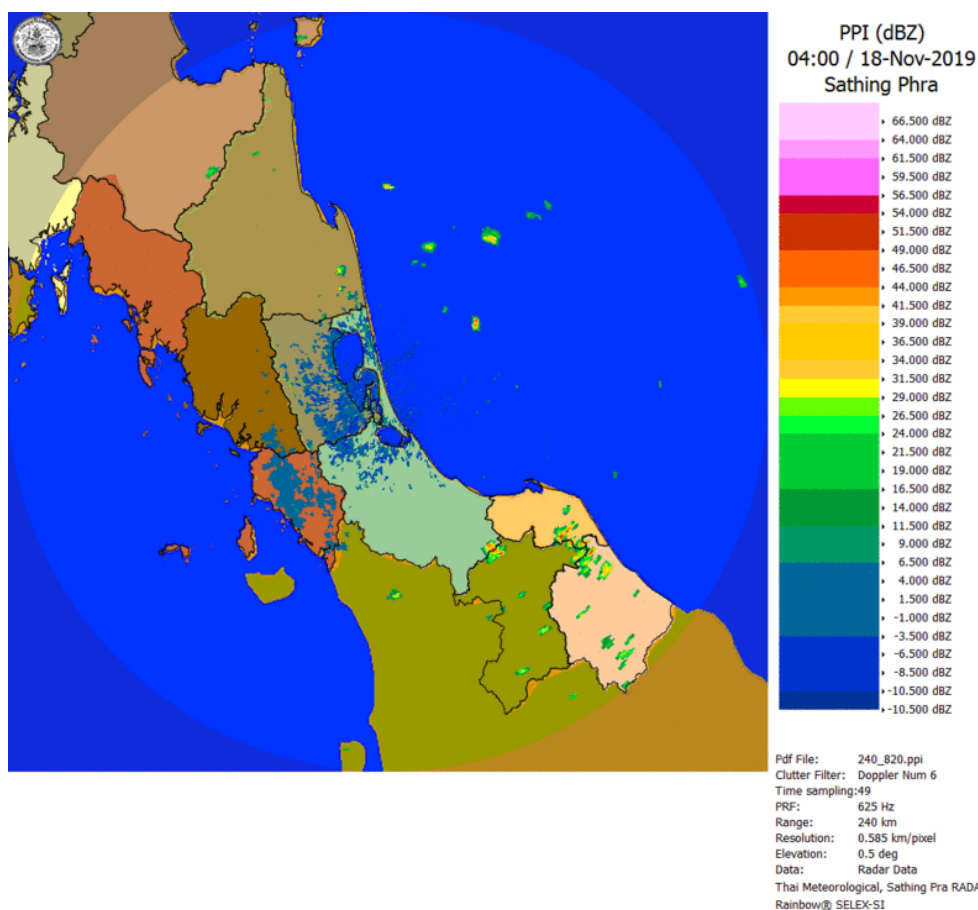 PPI (dBZ)
04:00 / 18-Nov-2019
Sathing Phra
66.500 dBZ
64.000 dBZ
61.500 dBZ
59.500 dBZ
56.500 dBZ
54.000 dBZ
51.500 dBZ
49.000 dBZ
46.500 dBZ
44.000 dBZ
41.500 dBZ
39.000 dBZ
36.500 dBZ
34.000 dBZ
31.500 dBZ
29.000 dBZ
26.500 dBZ
24.000 dBZ
21.500 dBZ
19.000 dBZ
16.500 dBZ
14.000 dBZ
11.500 dBZ
9.000 dBZ
6.500 dBZ
4.000 dBZ
1.500 dBZ
-1.000 dBZ
-3.500 dBZ
-6.500 dBZ
-8.500 dBZ
-10.500 dBZ
-10.500 dBZ
Pdf File: 240_820.ppi
Clutter Filter: Doppler Num 6
Time sampling:49
PRF: 625 Hz
Range: 240 km
Resolution: 0.585 km/pixel
Elevation: 0.5 deg
Data: Radar Data
Thai Meteorological, Sathing Pra RADA
Rainbow® SELEX-SI